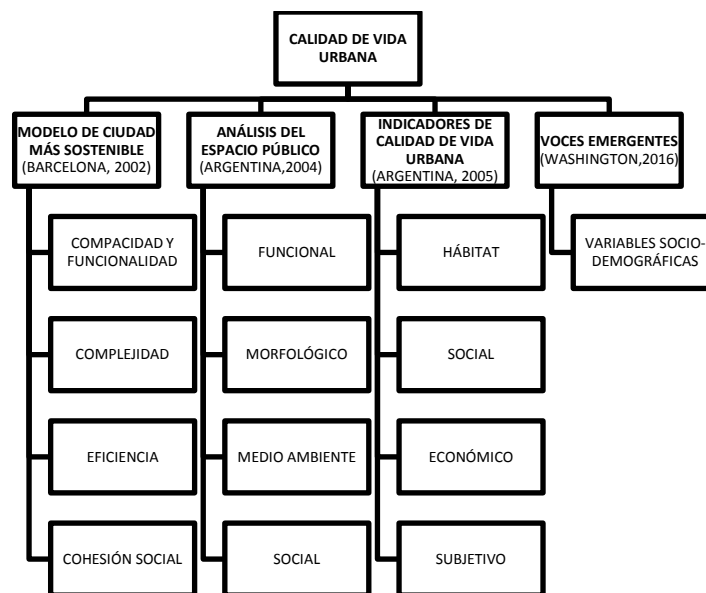 CALIDAD DE VIDA
URBANA
MODELO DE CIUDAD
MÁS SOSTENIBLE
(BARCELONA, 2002)
COMPACIDAD Y
FUNCIONALIDAD
COMPLEJIDAD
EFICIENCIA
COHESIÓN SOCIAL
ANÁLISIS DEL
ESPACIO PÚBLICO
(ARGENTINA,2004)
FUNCIONAL
MORFOLÓGICO
MEDIO AMBIENTE
SOCIAL
INDICADORES DE
CALIDAD DE VIDA
URBANA
(ARGENTINA, 2005)
HÁBITAT
SOCIAL
ECONÓMICO
SUBJETIVO
VOCES EMERGENTES
(WASHINGTON,2016)
VARIABLES SOCIO-
DEMOGRÁFICAS